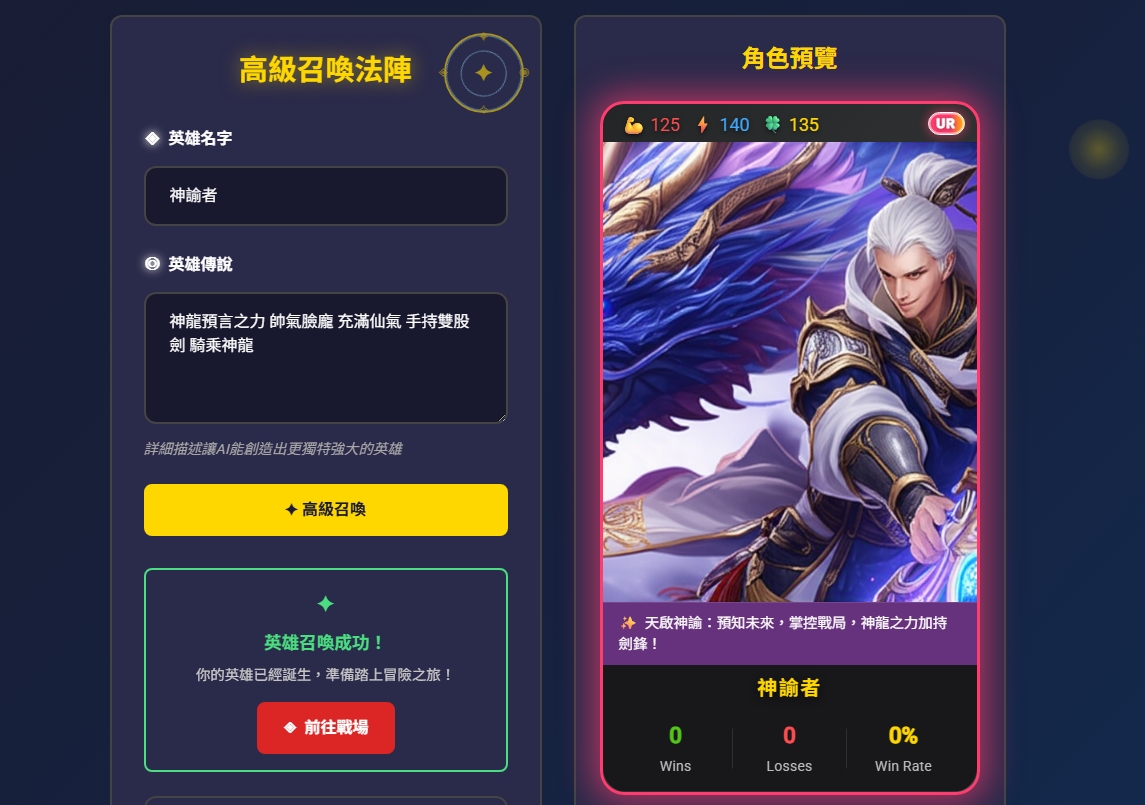 高級召喚法陣
英雄名字
神諭者
英雄傳說
神龍預言之力 帥氣臉龐 充滿仙氣 手持雙股
劍 騎乘神龍
詳細描述讓AI能創造出更獨特強大的英雄
✦ 高級召喚
英雄召喚成功！
你的英雄已經誕生，準備踏上冒險之旅！
前往戰場
角色預覽
125 140 135 UR
天啟神諭：預知未來，掌控戰局，神龍之力加持
劍鋒！
神諭者
0 0 0%
Wins Losses Win Rate